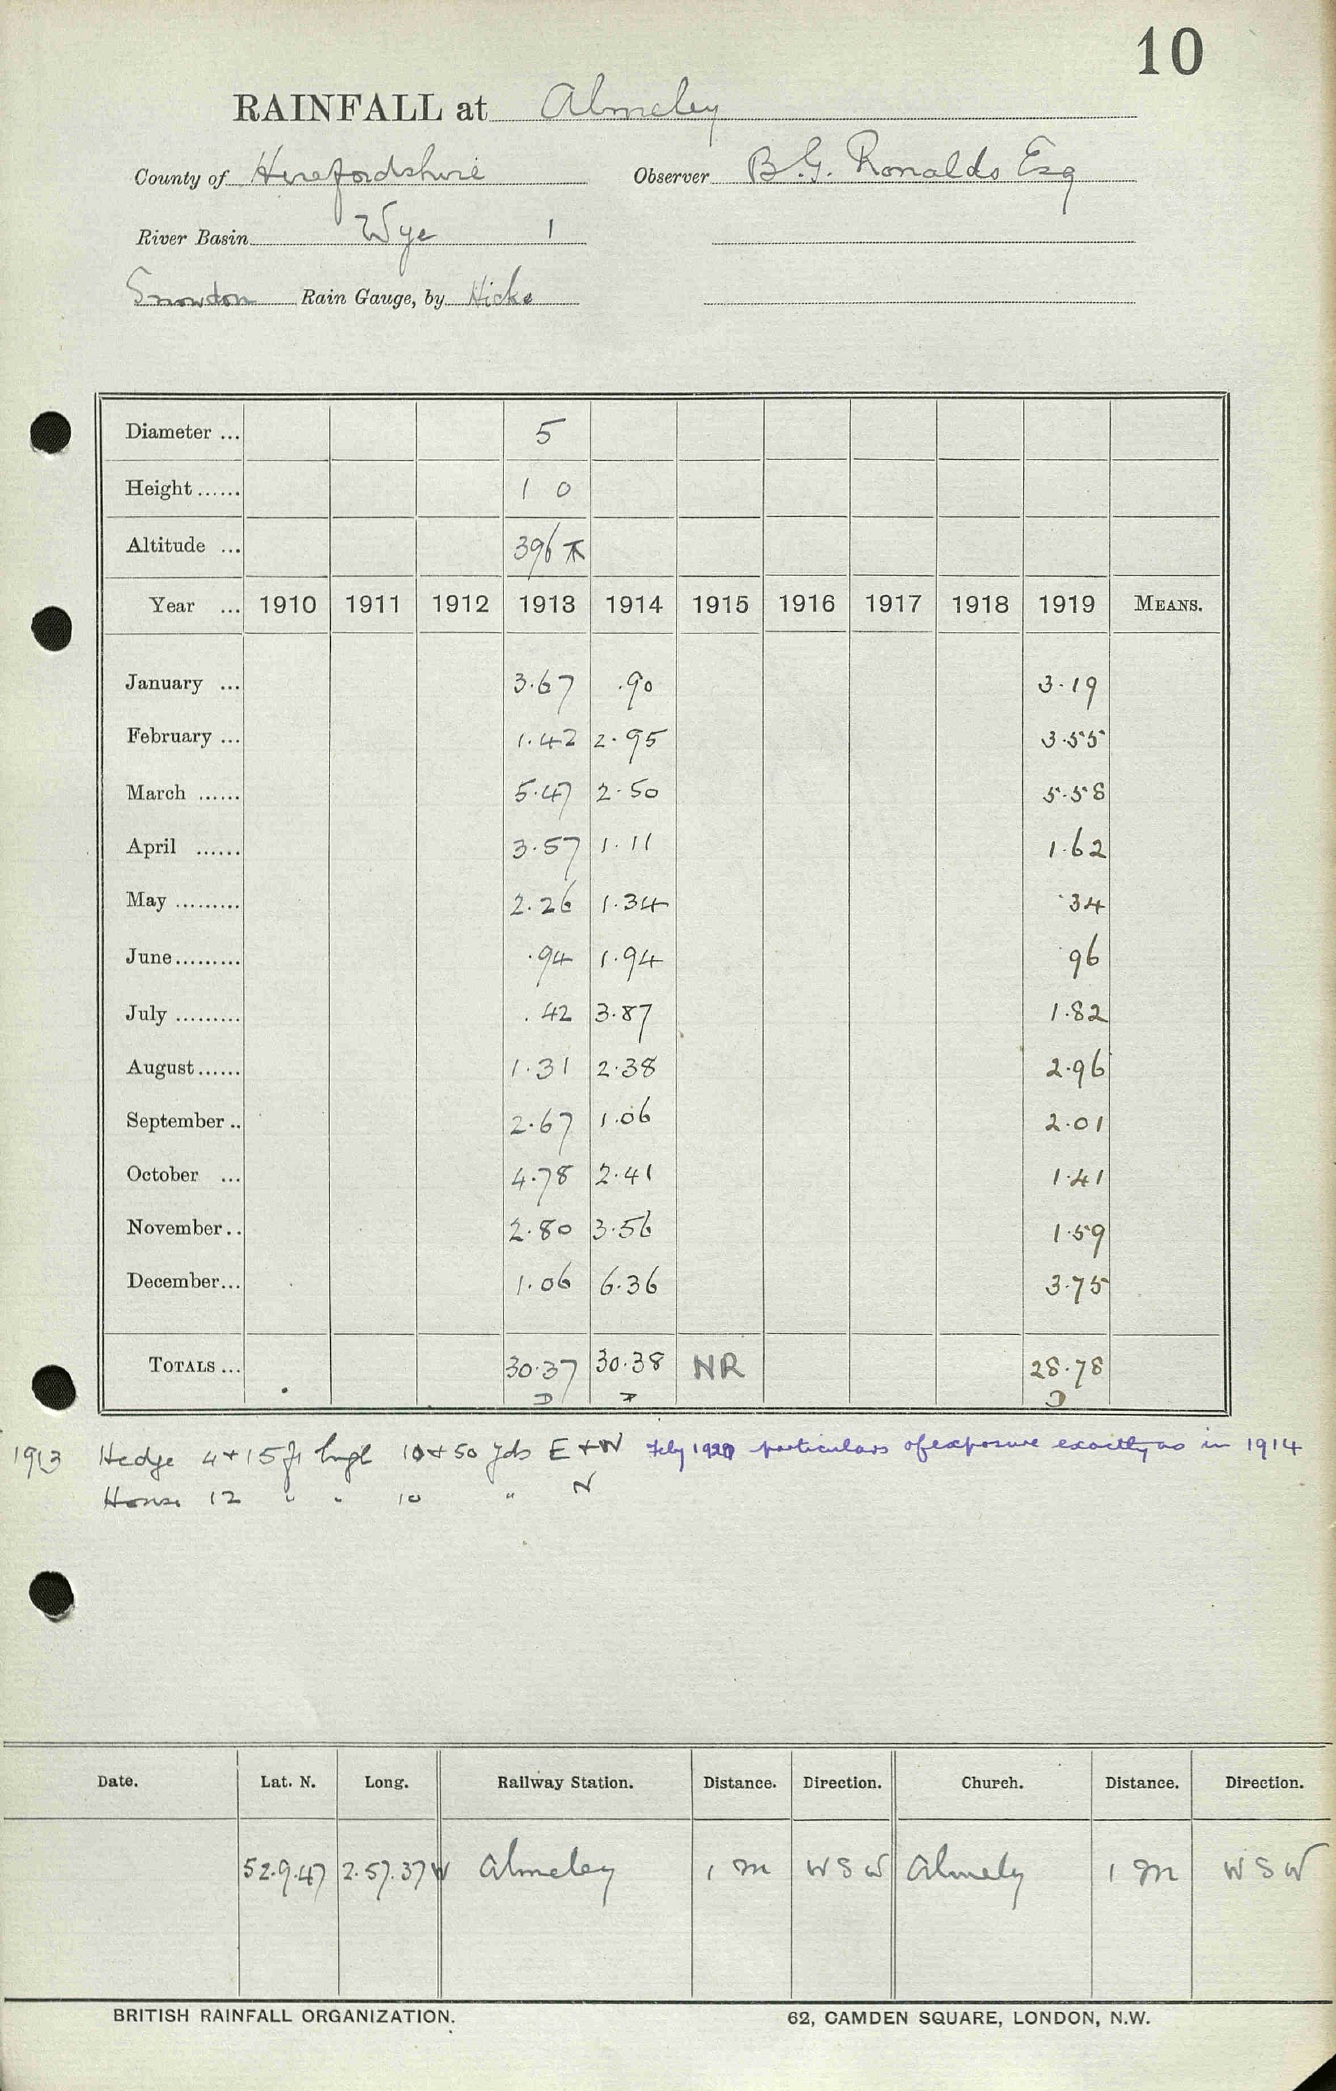 10
RAINFALL at Almeley
County of Herefordshire Observer B.G. Ronalds Esq
River Basin Wye 1
Snowdon Rain Gauge, by Hicks
Diameter ... 5
Height ...... 1 0
Altitude ... 396
Year ... 1910 1911 1912 1913 1914 1915 1916 1917 1918 1919 MEANS.
January ... 3.67 .90 3.19
February ... 1.42 2.95 3.55
March ...... 5.47 2.50 5.58
April ...... 3.57 1.11 1.62
May ......... 2.26 1.34 .34
June ......... .94 1.94 96
July ......... .42 3.87 1.82
August ...... 1.31 2.38 2.96
September .. 2.67 1.06 2.01
October ... 4.78 2.41 1.41
November .. 2.80 3.56 1.59
December ... 1.06 6.36 3.75
TOTALS ... 30.37 30.38 NR 28.78
1913 Hedge 4 + 15 ft high 10 + 50 yds E + N Feby 1920 particulars of exposure exactly as in 1914
House 12 " " 10 " N
Date. Lat. N. Long. Railway Station. Distance. Direction. Church. Distance. Direction.
52.9.47 2.57.37 W Almeley 1 m W S W Almely 1 m W S W
BRITISH RAINFALL ORGANIZATION. 62, CAMDEN SQUARE, LONDON, N.W.